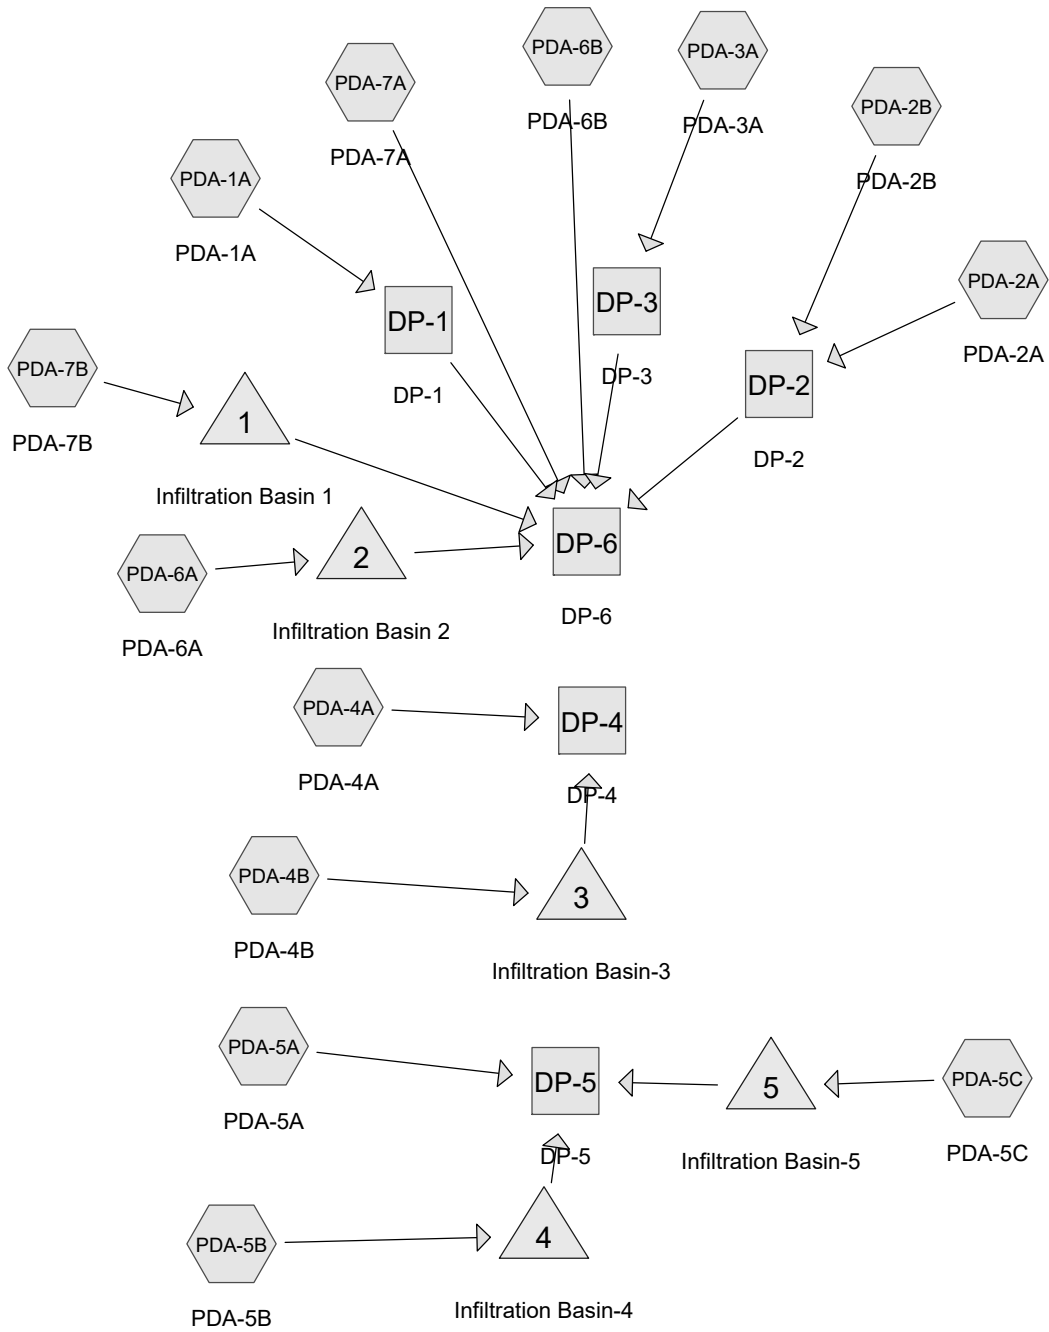 PDA-6B
PDA-3A
PDA-7A
PDA-2B
PDA-6B
PDA-3A
PDA-7A
PDA-1A
PDA-2B
PDA-1A
PDA-2A
DP-3
DP-1
PDA-2A
PDA-7B
DP-3
DP-2
DP-1
1
PDA-7B
DP-2
Infiltration Basin 1
DP-6
2
PDA-6A
DP-6
Infiltration Basin 2
PDA-6A
PDA-4A
DP-4
PDA-4A
DP-4
PDA-4B
3
PDA-4B
Infiltration Basin-3
PDA-5A
DP-5
5
PDA-5C
PDA-5A
DP-5
Infiltration Basin-5
PDA-5C
PDA-5B
4
PDA-5B
Infiltration Basin-4